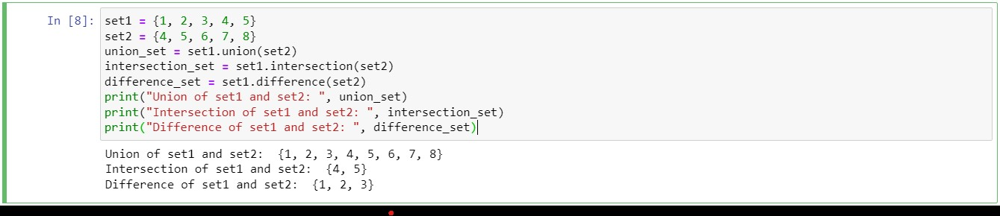 In [8]: set1 = {1, 2, 3, 4, 5}
set2 = {4, 5, 6, 7, 8}
union_set = set1.union(set2)
intersection_set = set1.intersection(set2)
difference_set = set1.difference(set2)
print("Union of set1 and set2: ", union_set)
print("Intersection of set1 and set2: ", intersection_set)
print("Difference of set1 and set2: ", difference_set)
Union of set1 and set2:  {1, 2, 3, 4, 5, 6, 7, 8}
Intersection of set1 and set2:  {4, 5}
Difference of set1 and set2:  {1, 2, 3}